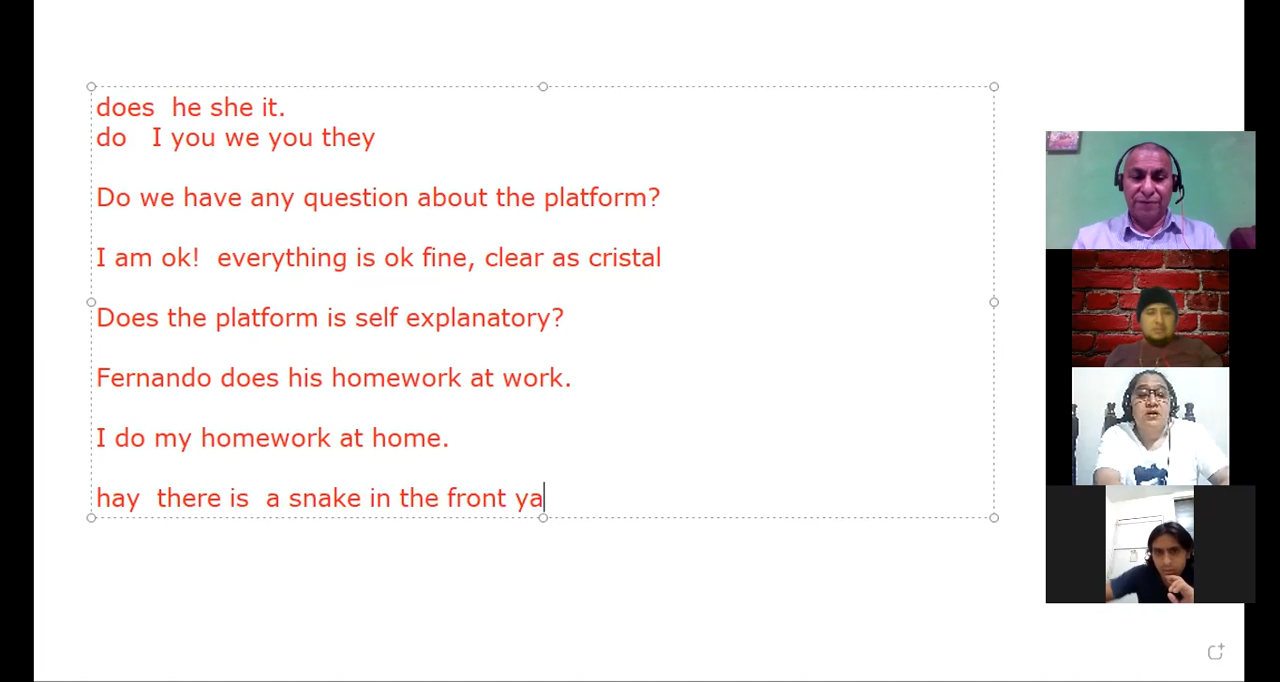 does he she it.
do I you we you they
Do we have any question about the platform?
I am ok! everything is ok fine, clear as cristal
Does the platform is self explanatory?
Fernando does his homework at work.
I do my homework at home.
hay there is a snake in the front ya